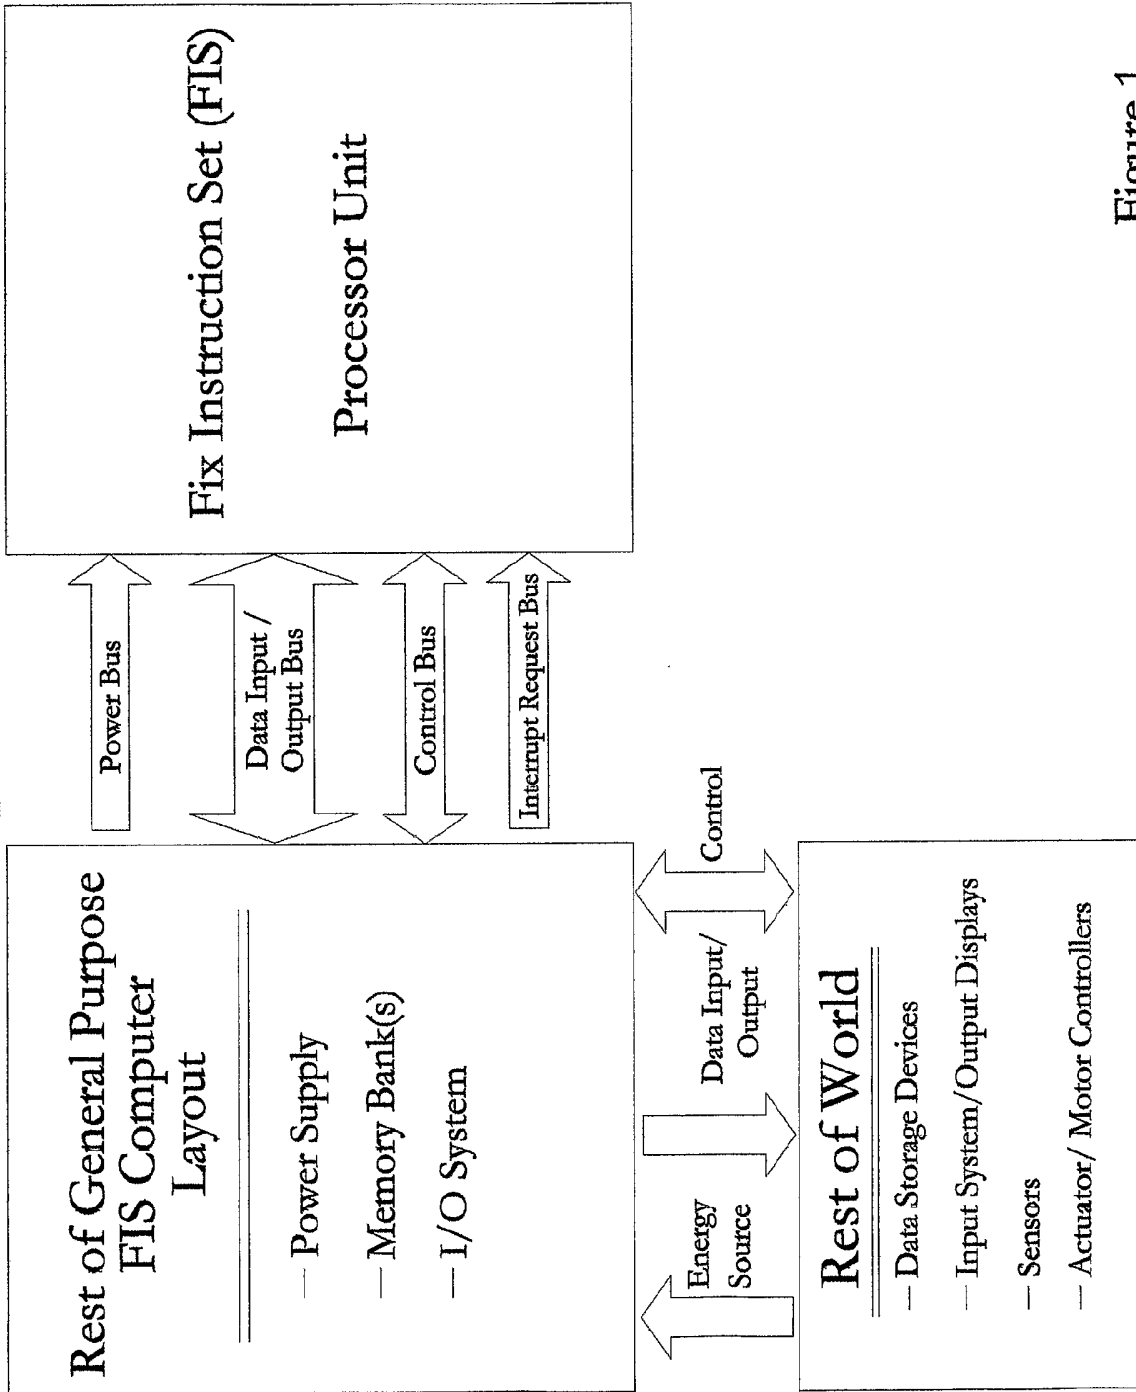 Rest of General Purpose
FIS Computer
Layout
— Power Supply
— Memory Bank(s)
— I/O System
Power Bus
Data Input /
Output Bus
Control Bus
Interrupt Request Bus
Fix Instruction Set (FIS)
Processor Unit
Energy
Source
Data Input/
Output
Control
Rest of World
— Data Storage Devices
— Input System/Output Displays
— Sensors
— Actuator/ Motor Controllers
Figure 1